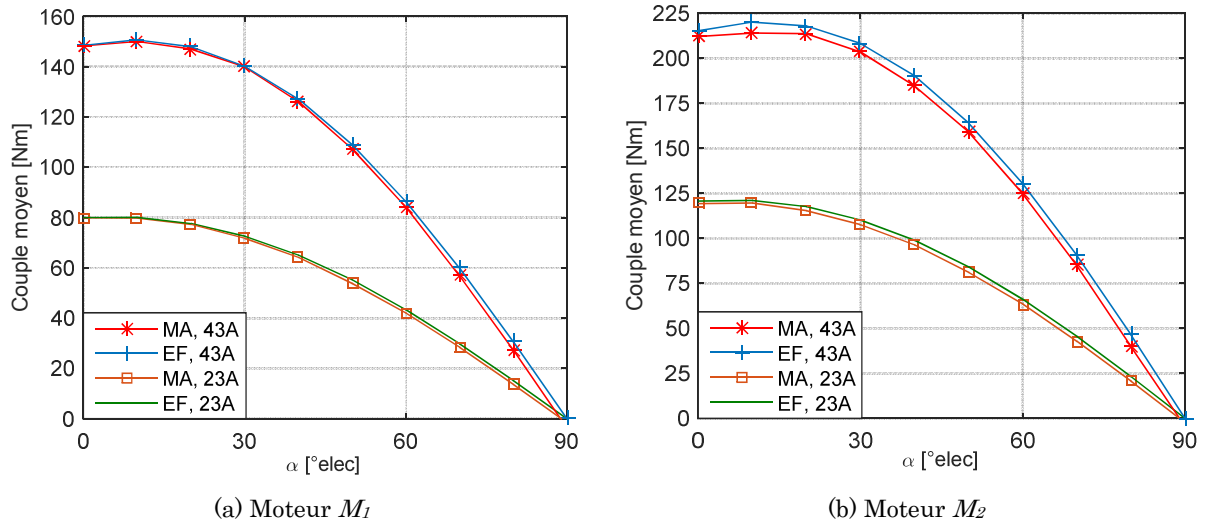 160
140
120
100
80
60
40
20
0
Couple moyen [Nm]
MA, 43A
EF, 43A
MA, 23A
EF, 23A
0 30 60 90
α [°elec]
(a) Moteur M1
225
200
175
150
125
100
75
50
25
0
Couple moyen [Nm]
MA, 43A
EF, 43A
MA, 23A
EF, 23A
0 30 60 90
α [°elec]
(b) Moteur M2